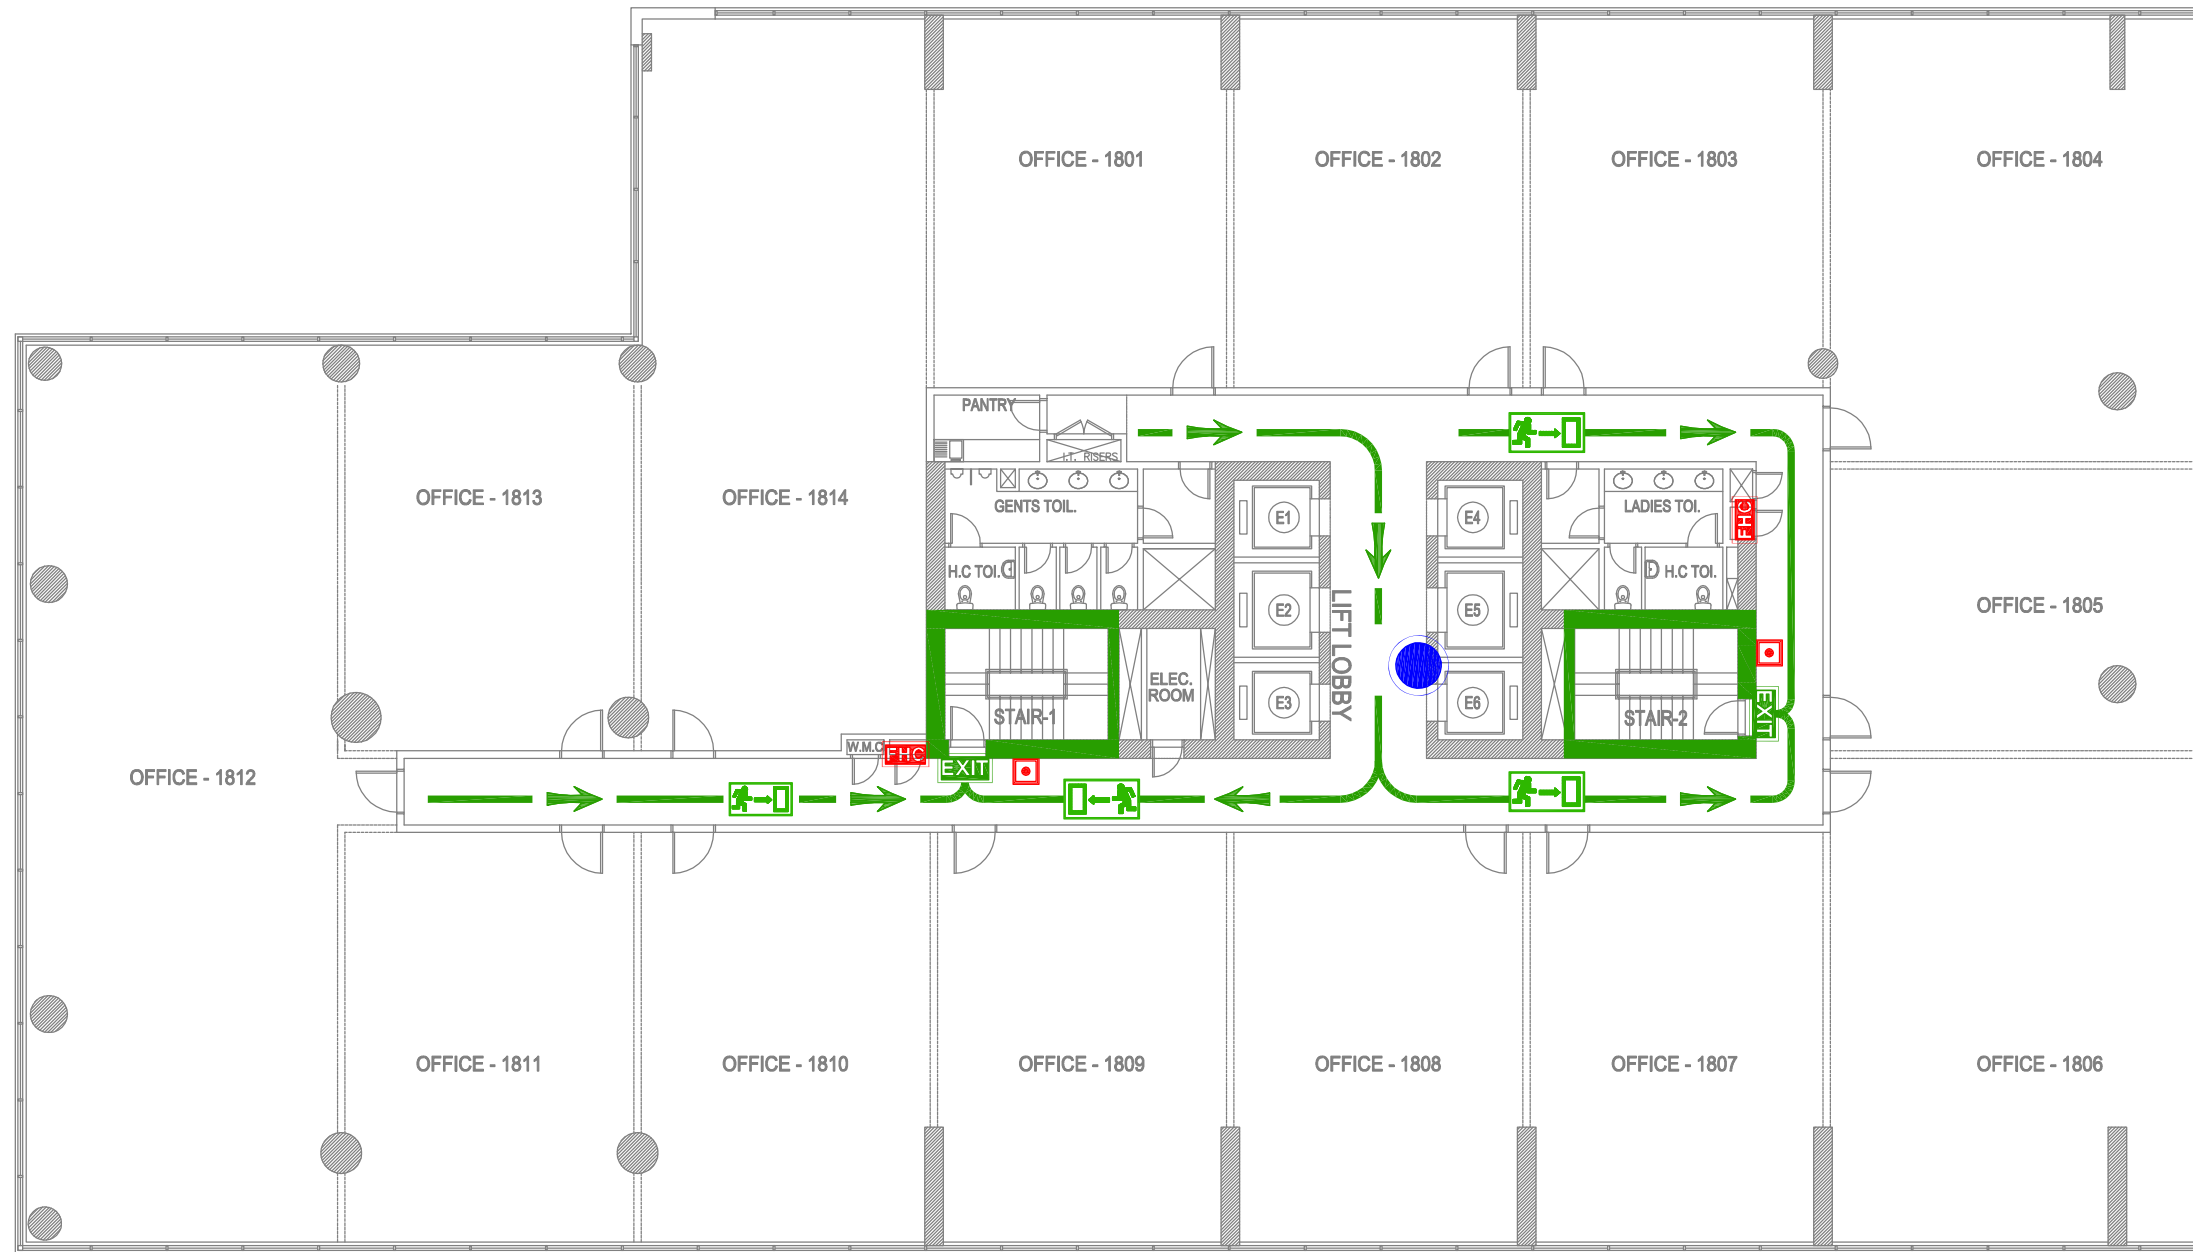 OFFICE - 1801
OFFICE - 1802
OFFICE - 1803
OFFICE - 1804
PANTRY
I.T. RISERS
OFFICE - 1813
OFFICE - 1814
GENTS TOIL.
E1
E4
LADIES TOI.
FHC
H.C TOI.
E2
LIFT LOBBY
E5
H.C TOI.
OFFICE - 1805
ELEC.
ROOM
E3
E6
STAIR-1
STAIR-2
EXIT
W.M.C
FHC
EXIT
OFFICE - 1812
OFFICE - 1811
OFFICE - 1810
OFFICE - 1809
OFFICE - 1808
OFFICE - 1807
OFFICE - 1806